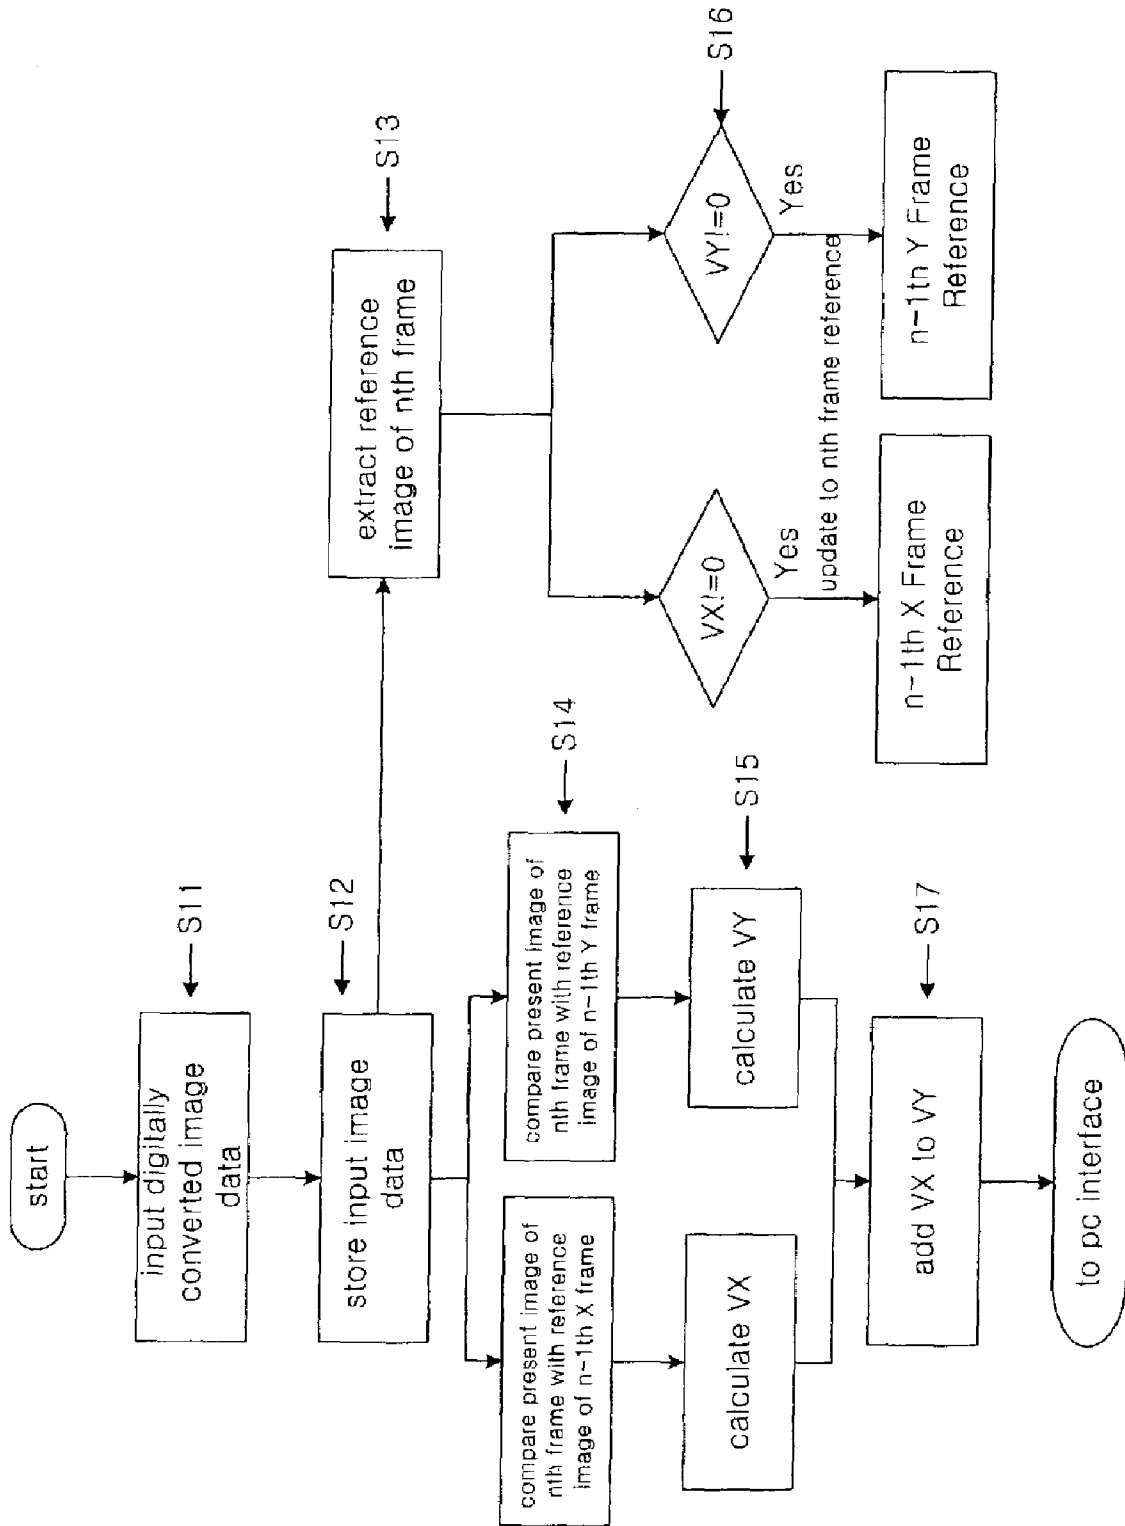 start
input digitally
converted image
data
S11
store input image
data
S12
extract reference
image of nth frame
S13
compare present image of
nth frame with reference
image of n-1th X frame
compare present image of
nth frame with reference
image of n-1th Y frame
S14
calculate VX
calculate VY
S15
VX!=0
VY!=0
S16
Yes
Yes
update to nth frame reference
n-1th X Frame
Reference
n-1th Y Frame
Reference
add VX to VY
S17
to pc interface